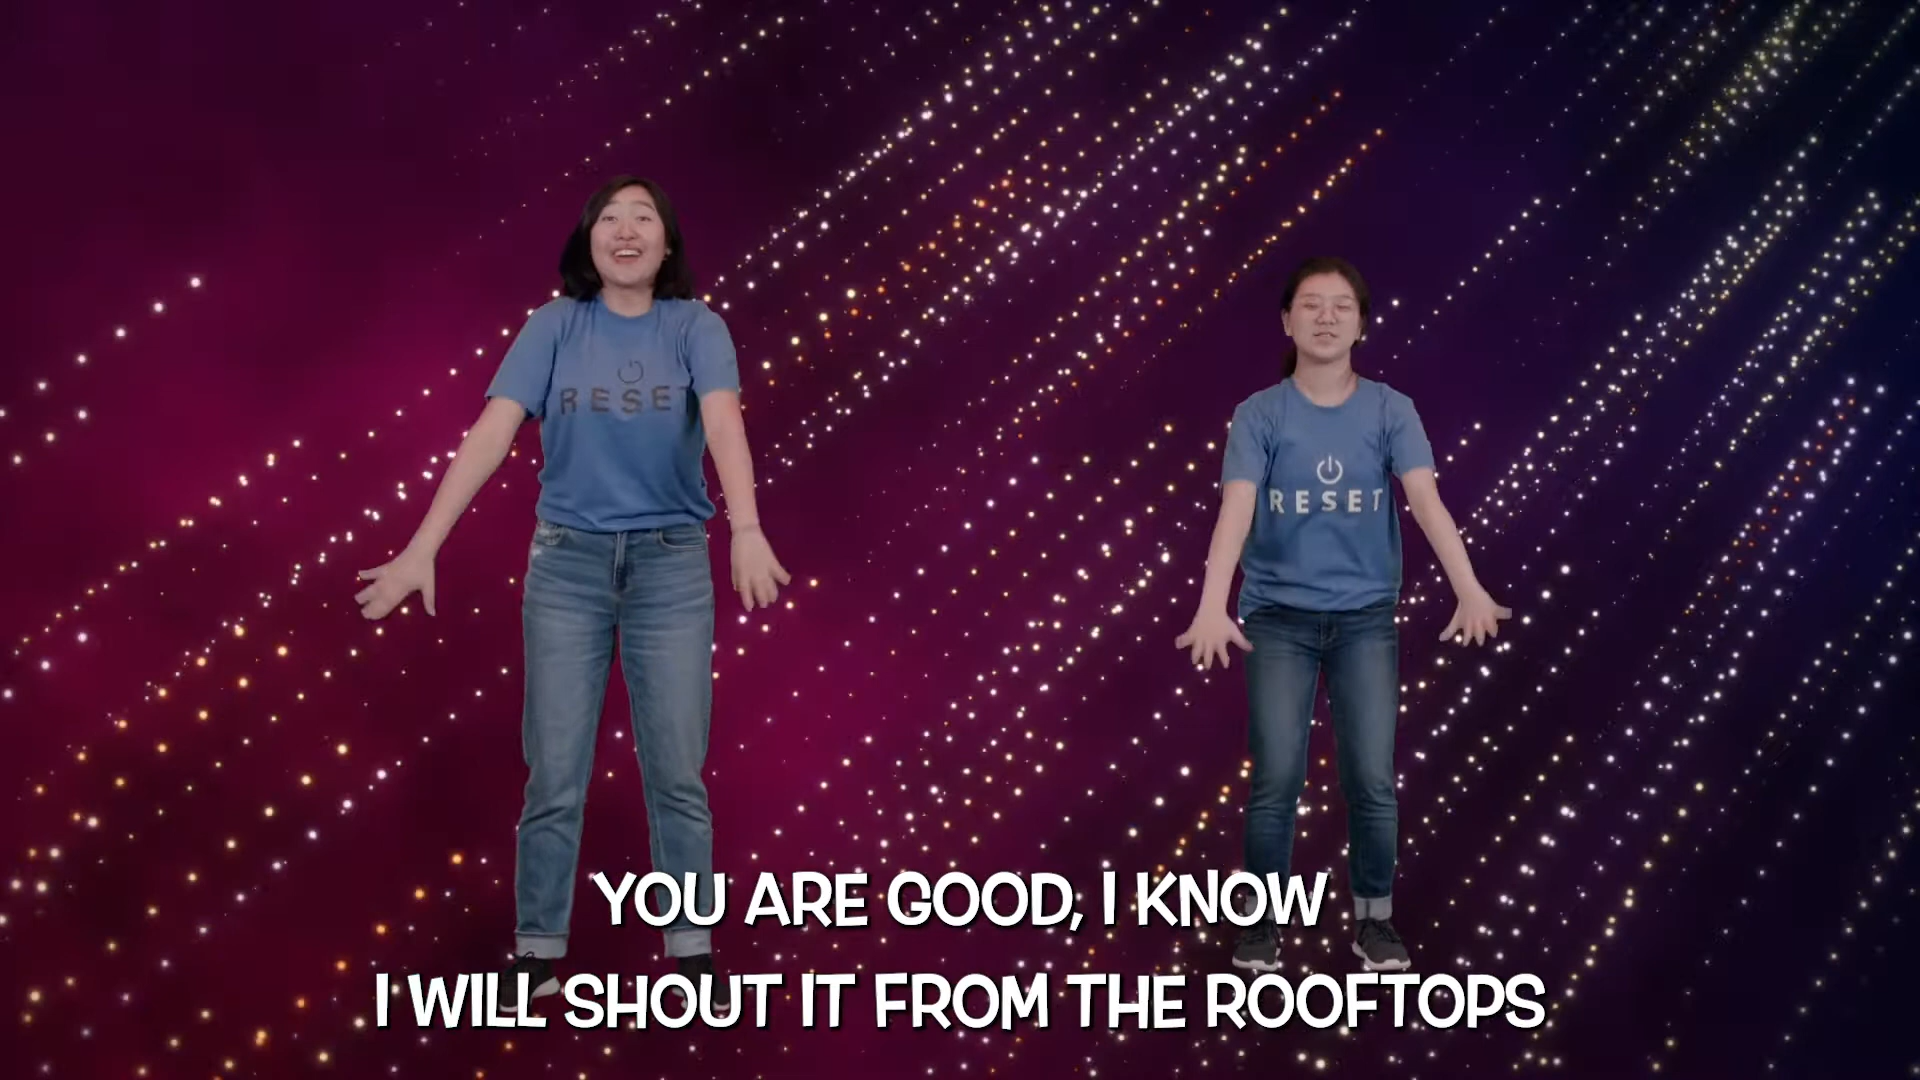 RESET
RESET
YOU ARE GOOD, I KNOW
I WILL SHOUT IT FROM THE ROOFTOPS